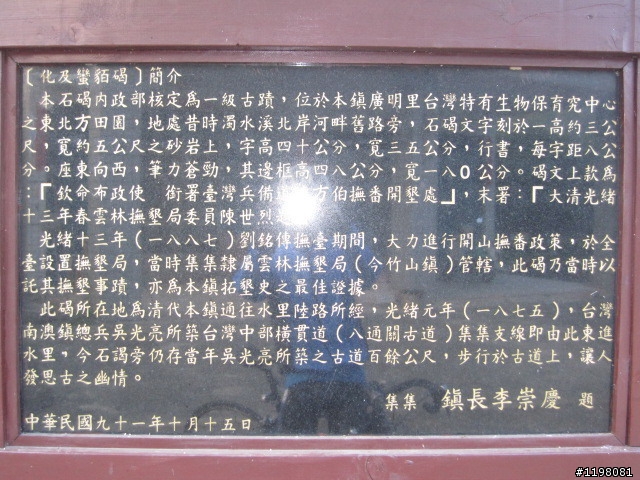 〔化及蠻貊碣〕簡介
本石碣内政部核定為一級古蹟，位於本鎮廣明里台灣特有生物保育究中心
之東北方田園，地處昔時濁水溪北岸河畔舊路旁，石碣文字刻於一高約三公
尺，寬約五公尺之砂岩上，字高四十公分，寬三五公分，行書，每字距八公
分。座東向西，筆力蒼勁，其邊框高四八公分，寬一八0公分。碣文上款為
：「欽命布政使 銜署臺灣兵備 方伯撫番開墾處」，末署：「大清光緒
十三年春雲林撫墾局委員陳世烈
光緒十三年（一八八七）劉銘傳撫臺期間，大力進行開山撫番政策，於全
臺設置撫墾局，當時集集隸屬雲林撫墾局（今竹山鎮）管轄，此碣乃當時以
託其撫墾事蹟，亦為本鎮拓墾史之最佳證據。
此碣所在地為清代本鎮通往水里陸路所經，光緒元年（一八七五），台灣
南澳鎮總兵吳光亮所築台灣中部橫貫道（八通關古道）集集支線即由此東進
水里，今石謁旁仍存當年吳光亮所築之古道百餘公尺，步行於古道上，讓人
發思古之幽情。
集集 鎮長李崇慶 題
中華民國九十一年十月十五日
#1198081